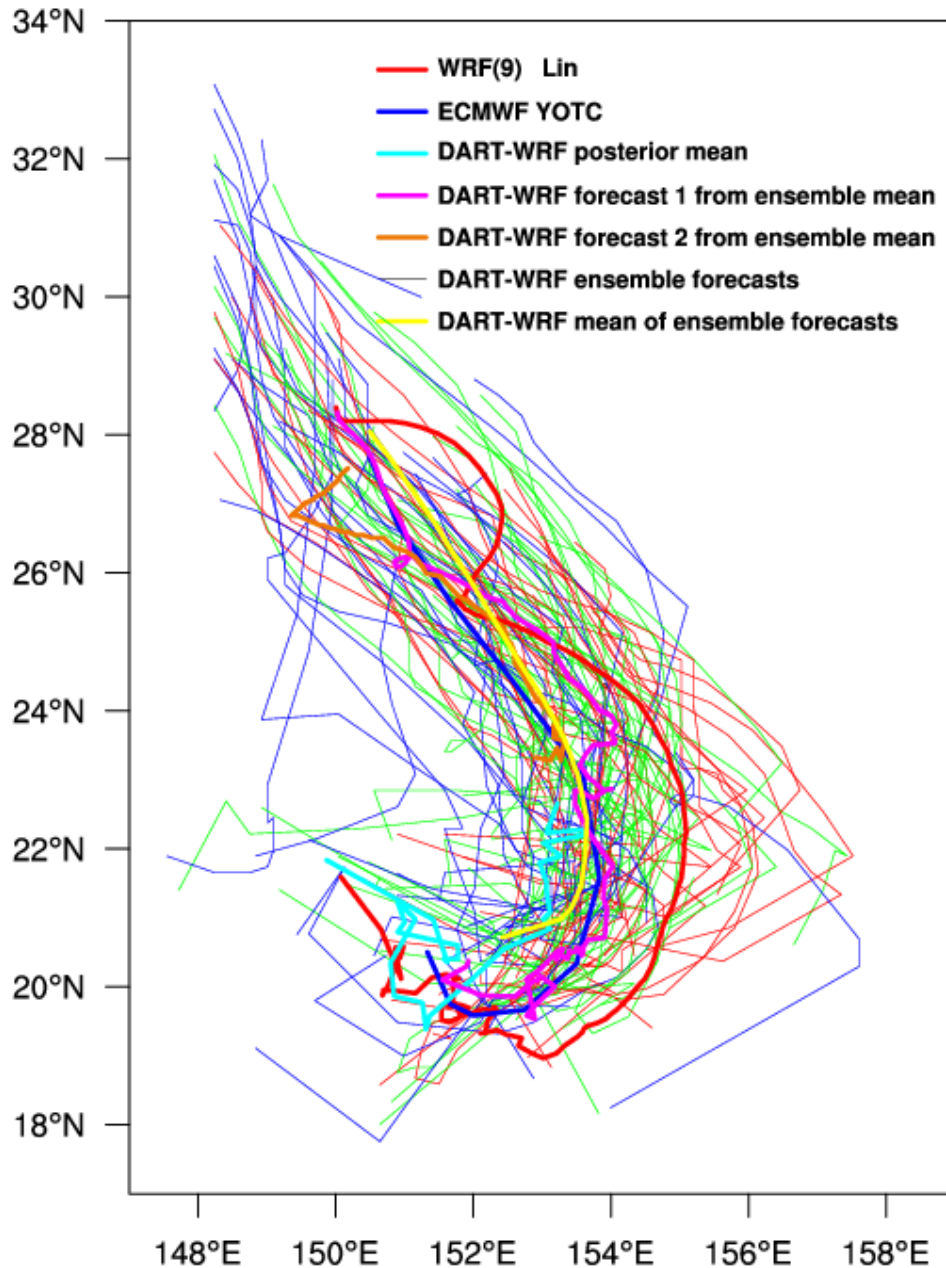 34°N
WRF(9) Lin
ECMWF YOTC
32°N
DART-WRF posterior mean
DART-WRF forecast 1 from ensemble mean
DART-WRF forecast 2 from ensemble mean
30°N
DART-WRF ensemble forecasts
DART-WRF mean of ensemble forecasts
28°N
26°N
24°N
22°N
20°N
18°N
148°E 150°E 152°E 154°E 156°E 158°E